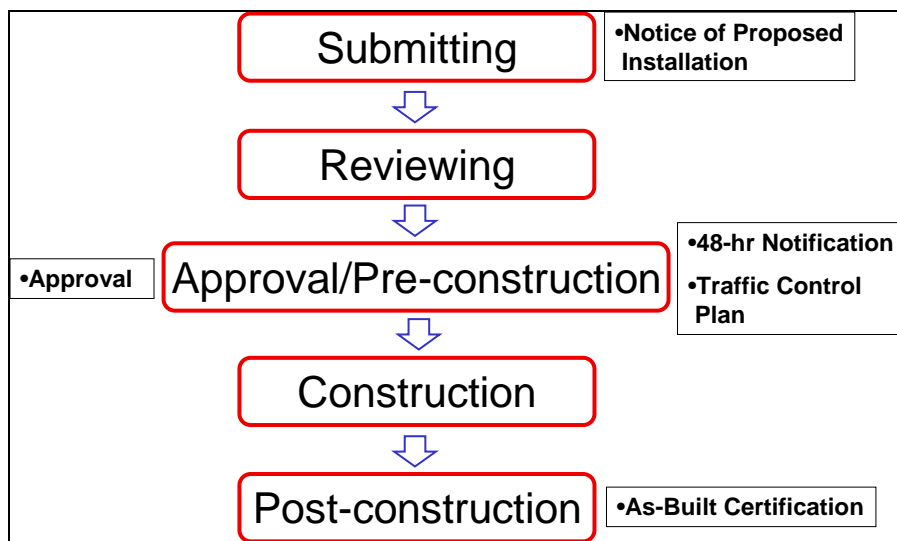 Submitting
•Notice of Proposed
Installation
Reviewing
•Approval
Approval/Pre-construction
•48-hr Notification
•Traffic Control
Plan
Construction
Post-construction
•As-Built Certification